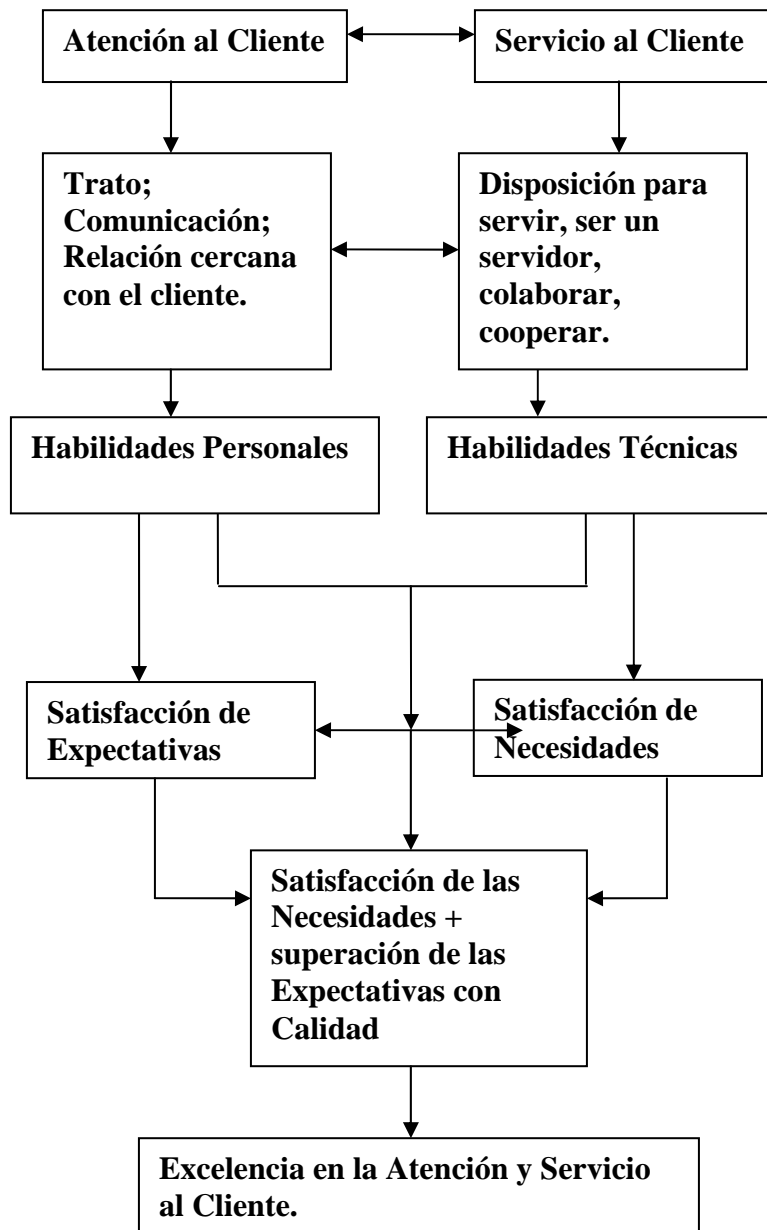 Atención al Cliente
Servicio al Cliente
Trato;
Comunicación;
Relación cercana
con el cliente.
Disposición para
servir, ser un
servidor,
colaborar,
cooperar.
Habilidades Personales
Habilidades Técnicas
Satisfacción de
Expectativas
Satisfacción de
Necesidades
Satisfacción de las
Necesidades +
superación de las
Expectativas con
Calidad
Excelencia en la Atención y Servicio
al Cliente.